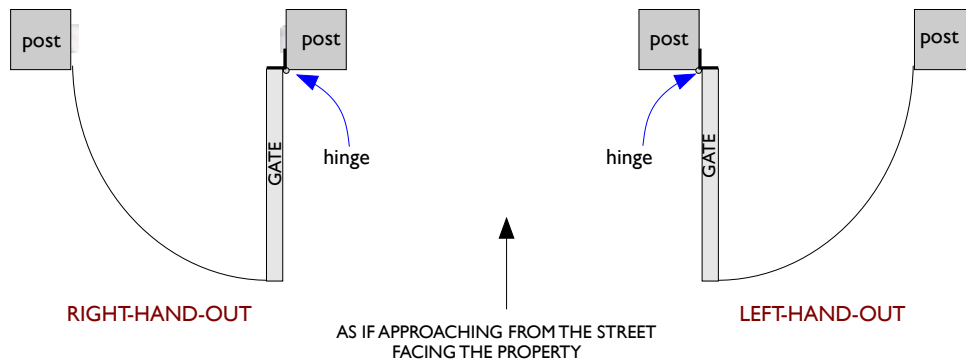 post
post
hinge
GATE
RIGHT-HAND-OUT
post
post
hinge
GATE
LEFT-HAND-OUT
AS IF APPROACHING FROM THE STREET
FACING THE PROPERTY